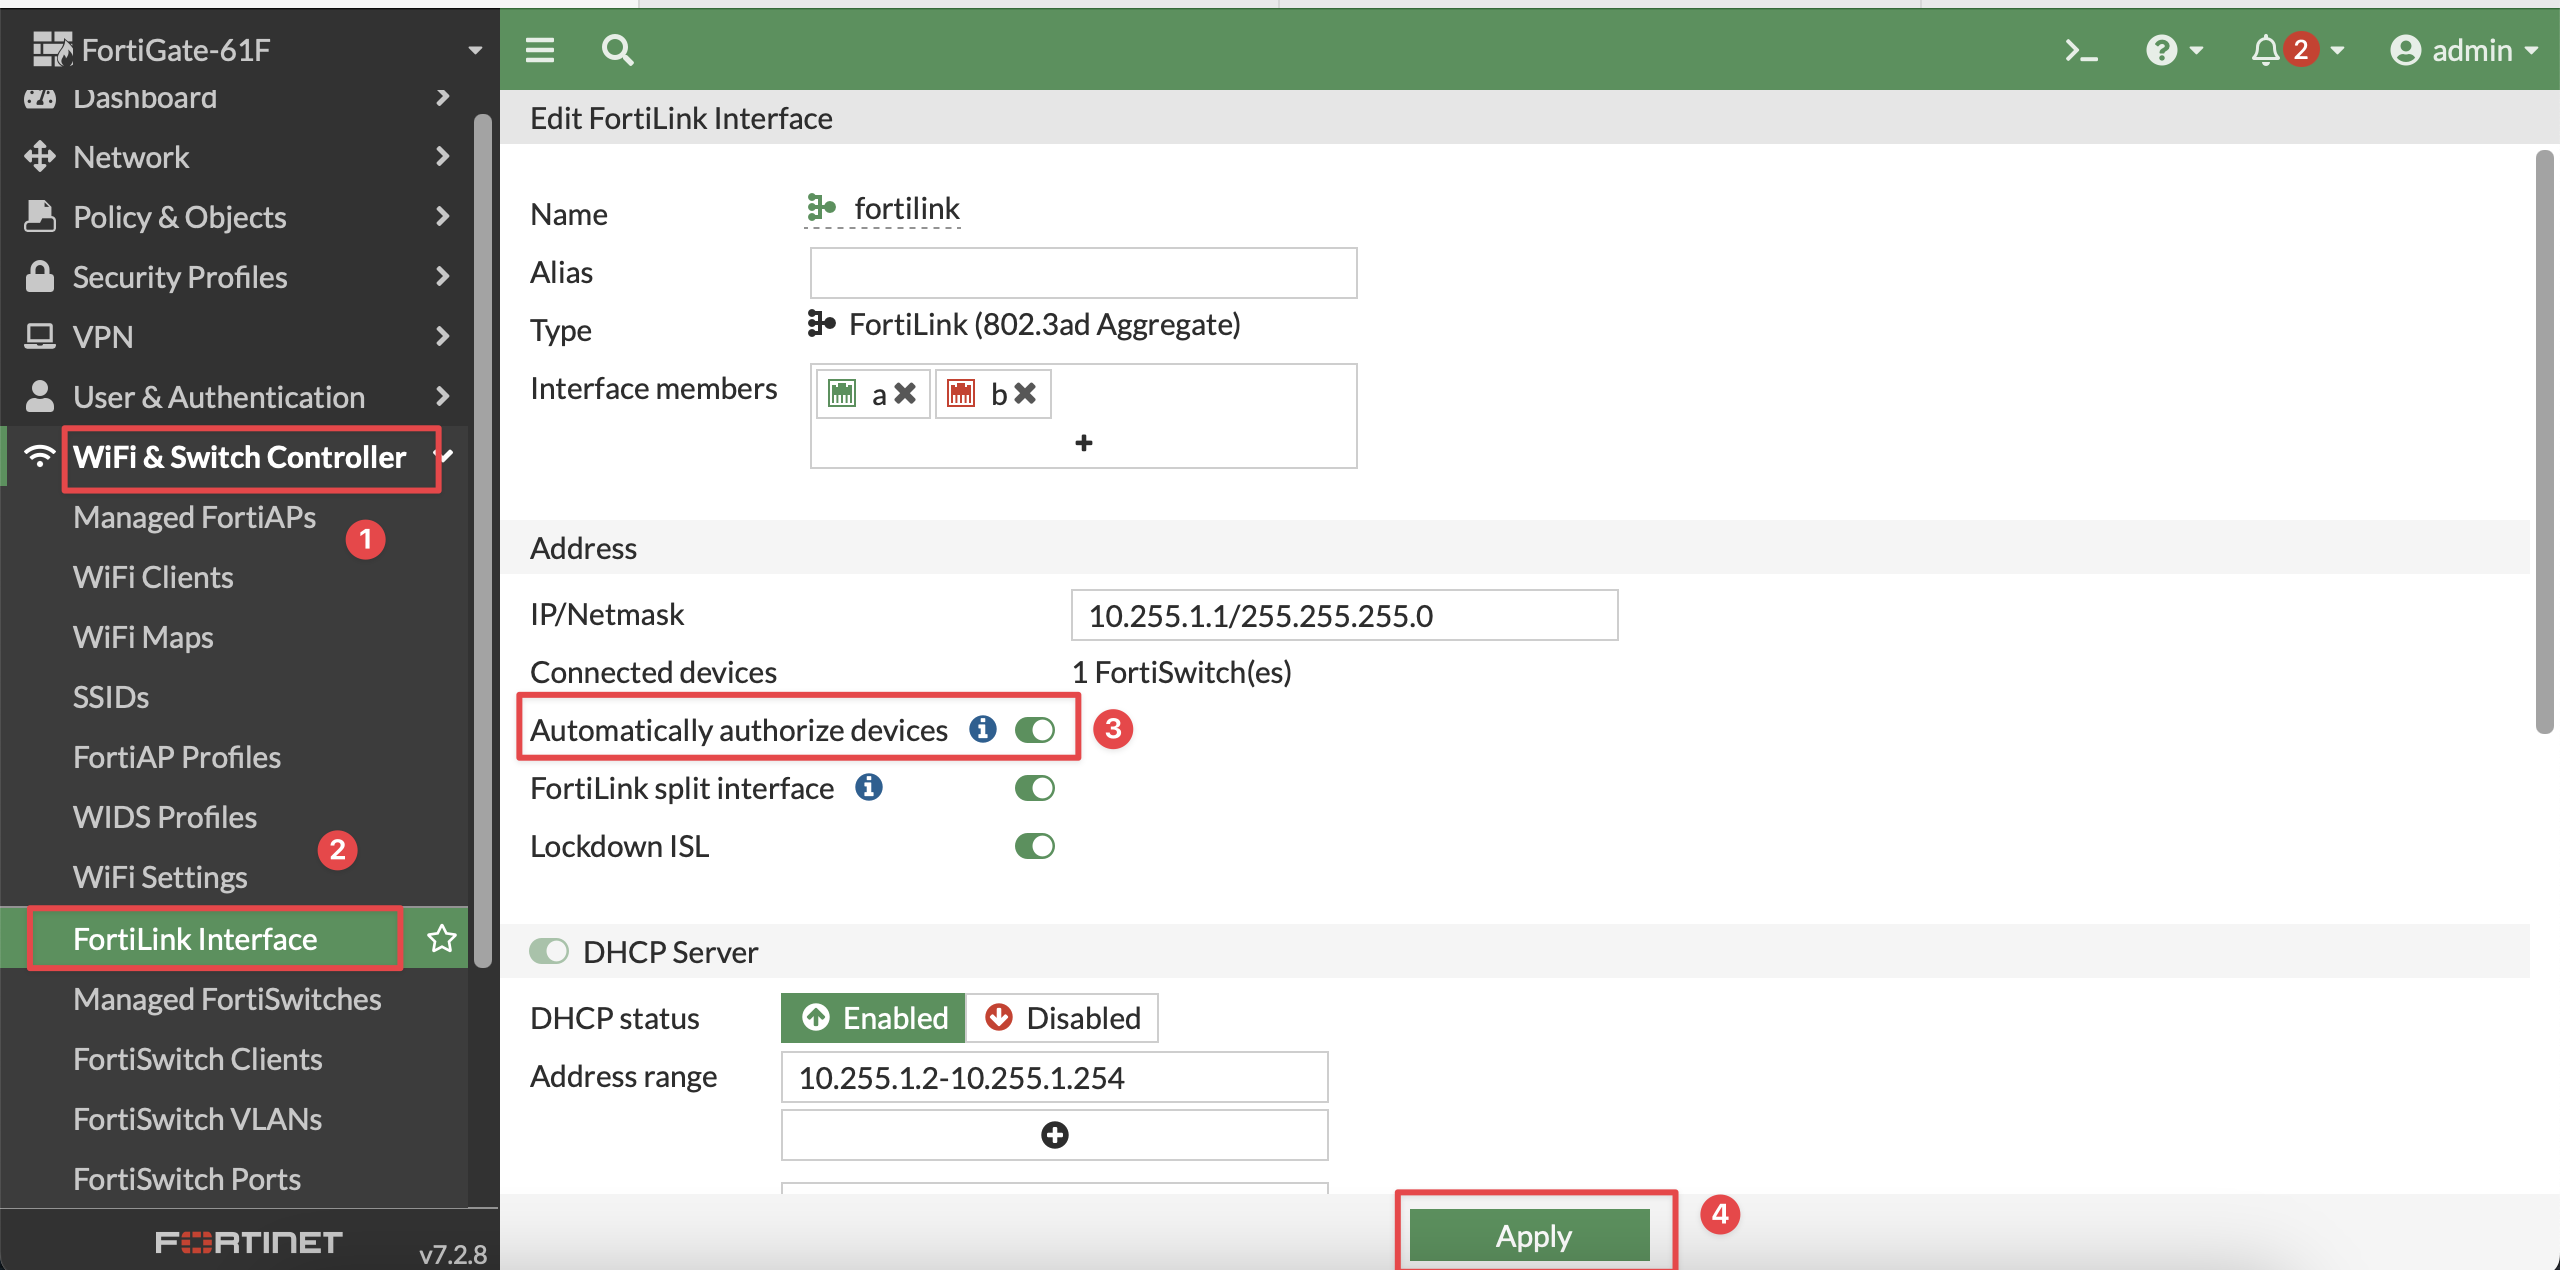 FortiGate-61F
Dashboard
Network
Policy & Objects
Security Profiles
VPN
User & Authentication
WiFi & Switch Controller
Managed FortiAPs
1
WiFi Clients
WiFi Maps
SSIDs
FortiAP Profiles
WIDS Profiles
2
WiFi Settings
FortiLink Interface
Managed FortiSwitches
FortiSwitch Clients
FortiSwitch VLANs
FortiSwitch Ports
FORTINET
v7.2.8
2
admin
Edit FortiLink Interface
Name
fortilink
Alias
Type
FortiLink (802.3ad Aggregate)
Interface members
a
b
Address
IP/Netmask
10.255.1.1/255.255.255.0
Connected devices
1 FortiSwitch(es)
Automatically authorize devices
3
FortiLink split interface
Lockdown ISL
DHCP Server
DHCP status
Enabled
Disabled
Address range
10.255.1.2-10.255.1.254
Apply
4